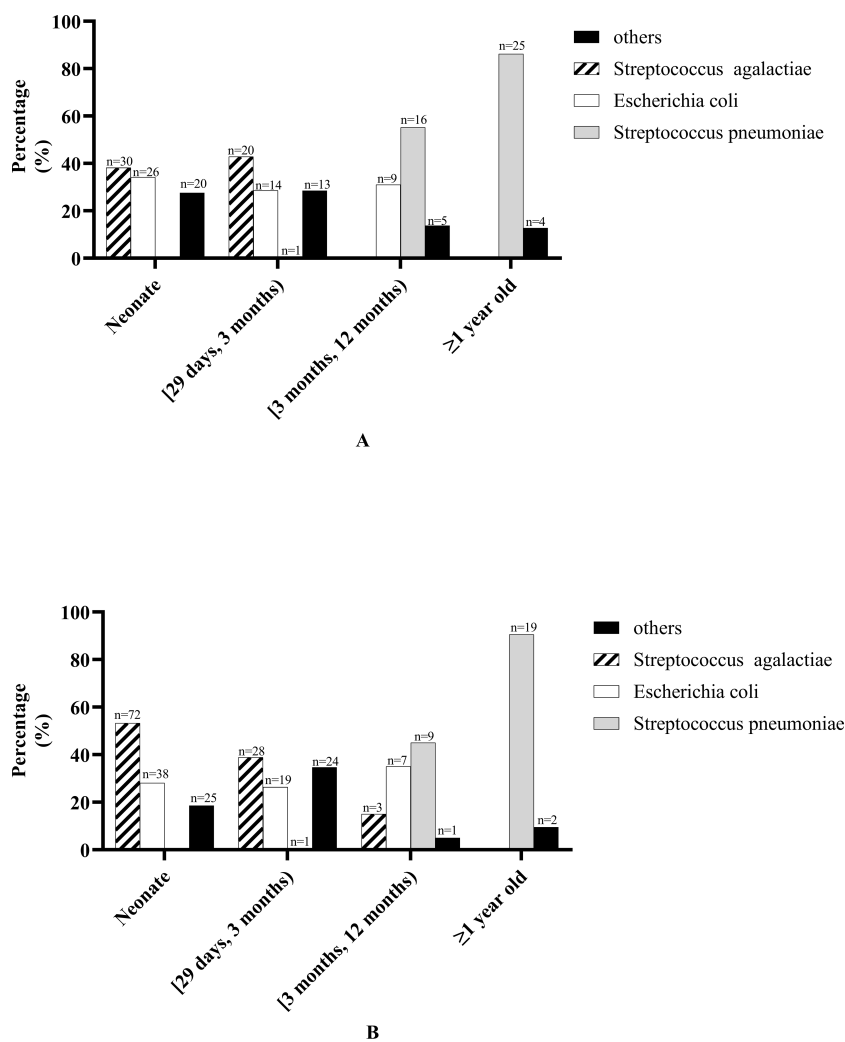 100
80
60
40
20
0
Percentage
(%)
n=30
n=26
n=20
n=20
n=14
n=1
n=13
n=9
n=16
n=5
n=25
n=4
Neonate
[29 days, 3 months)
[3 months, 12 months)
≥1 year old
others
Streptococcus agalactiae
Escherichia coli
Streptococcus pneumoniae
A
100
80
60
40
20
0
Percentage
(%)
n=72
n=38
n=25
n=28
n=19
n=1
n=24
n=3
n=7
n=9
n=1
n=19
n=2
Neonate
[29 days, 3 months)
[3 months, 12 months)
≥1 year old
others
Streptococcus agalactiae
Escherichia coli
Streptococcus pneumoniae
B